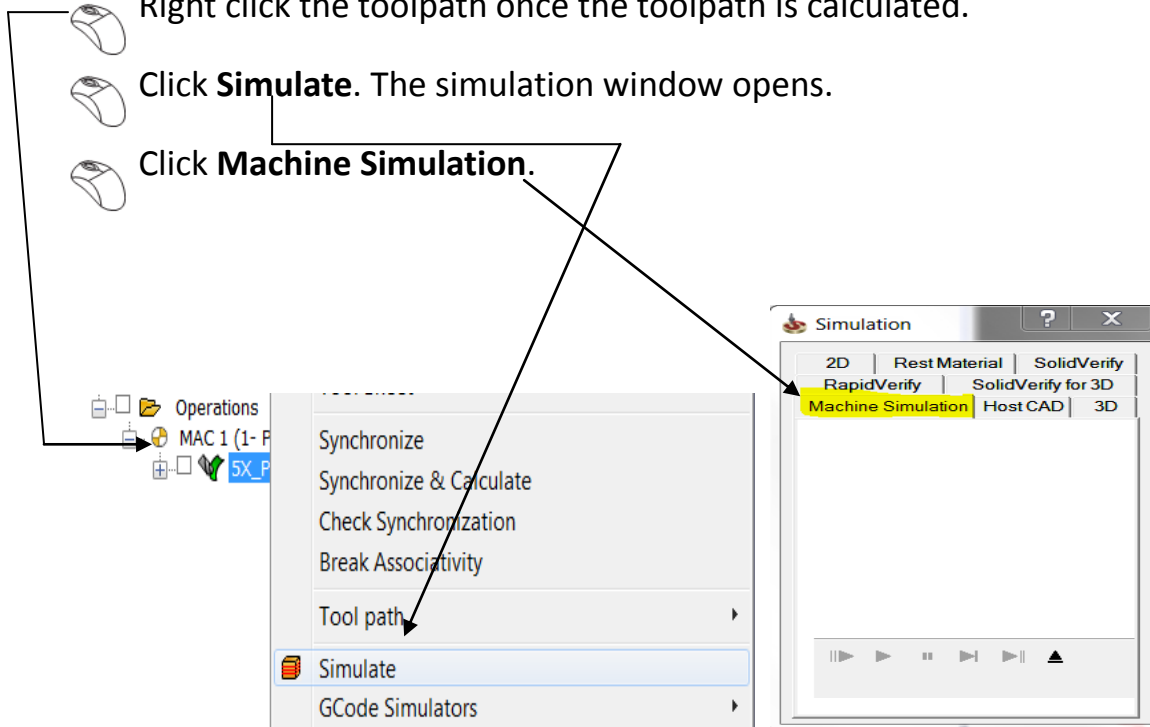 Right click the toolpath once the toolpath is calculated.
Click Simulate. The simulation window opens.
Click Machine Simulation.
Simulation
?
X
2D
Rest Material
SolidVerify
RapidVerify
SolidVerify for 3D
Machine Simulation
Host CAD
3D
Operations
MAC 1 (1- P
5X_P
Synchronize
Synchronize & Calculate
Check Synchronization
Break Associativity
Tool path
Simulate
GCode Simulators